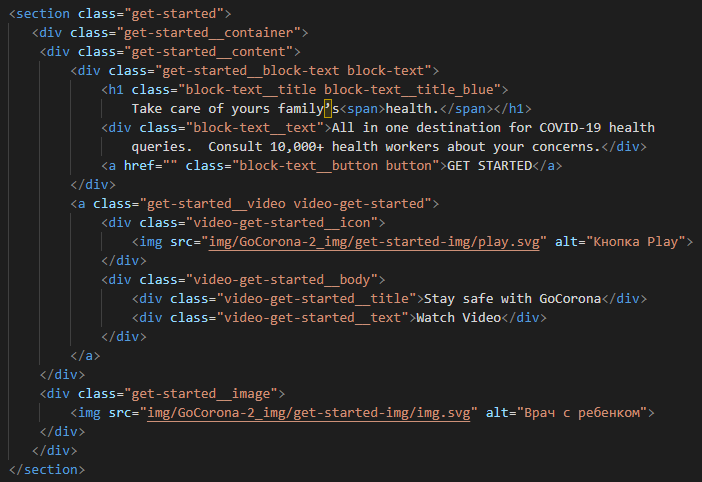 <section class="get-started">
<div class="get-started__container">
<div class="get-started__content">
<div class="get-started__block-text block-text">
<h1 class="block-text__title block-text__title_blue">
Take care of yours family’s<span>health.</span></h1>
<div class="block-text__text">All in one destination for COVID-19 health
queries.  Consult 10,000+ health workers about your concerns.</div>
<a href="" class="block-text__button button">GET STARTED</a>
</div>
<a class="get-started__video video-get-started">
<div class="video-get-started__icon">
<img src="img/GoCorona-2_img/get-started-img/play.svg" alt="Кнопка Play">
</div>
<div class="video-get-started__body">
<div class="video-get-started__title">Stay safe with GoCorona</div>
<div class="video-get-started__text">Watch Video</div>
</div>
</a>
</div>
<div class="get-started__image">
<img src="img/GoCorona-2_img/get-started-img/img.svg" alt="Врач с ребенком">
</div>
</div>
</section>